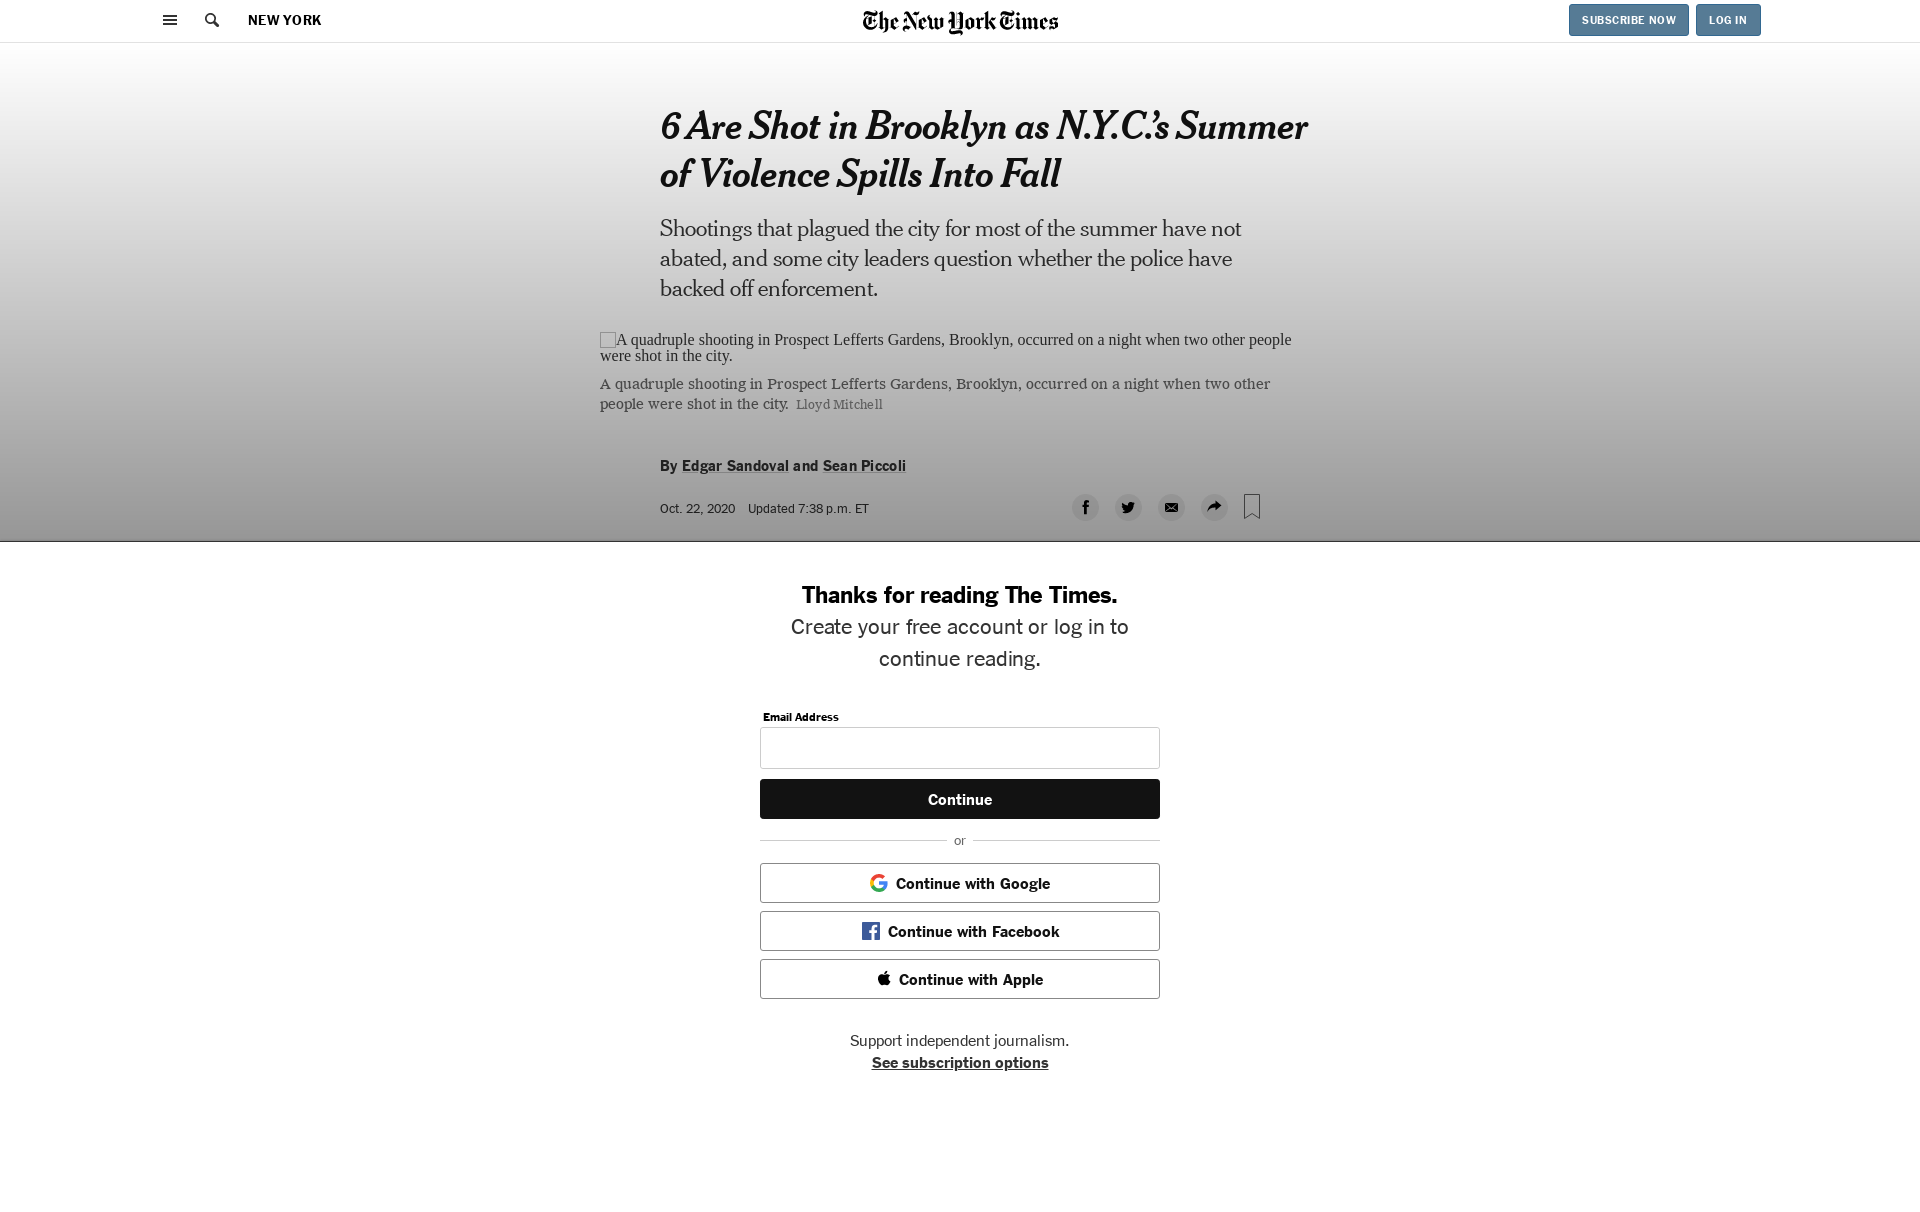 NEW YORK
The New York Times
SUBSCRIBE NOW
LOG IN
6 Are Shot in Brooklyn as N.Y.C.'s Summer
of Violence Spills Into Fall
Shootings that plagued the city for most of the summer have not
abated, and some city leaders question whether the police have
backed off enforcement.
A quadruple shooting in Prospect Lefferts Gardens, Brooklyn, occurred on a night when two other people
were shot in the city.
A quadruple shooting in Prospect Lefferts Gardens, Brooklyn, occurred on a night when two other
people were shot in the city. Lloyd Mitchell
By Edgar Sandoval and Sean Piccoli
Oct. 22, 2020 Updated 7:38 p.m. ET
Thanks for reading The Times.
Create your free account or log in to
continue reading.
Email Address
Continue
or
Continue with Google
Continue with Facebook
Continue with Apple
Support independent journalism.
See subscription options